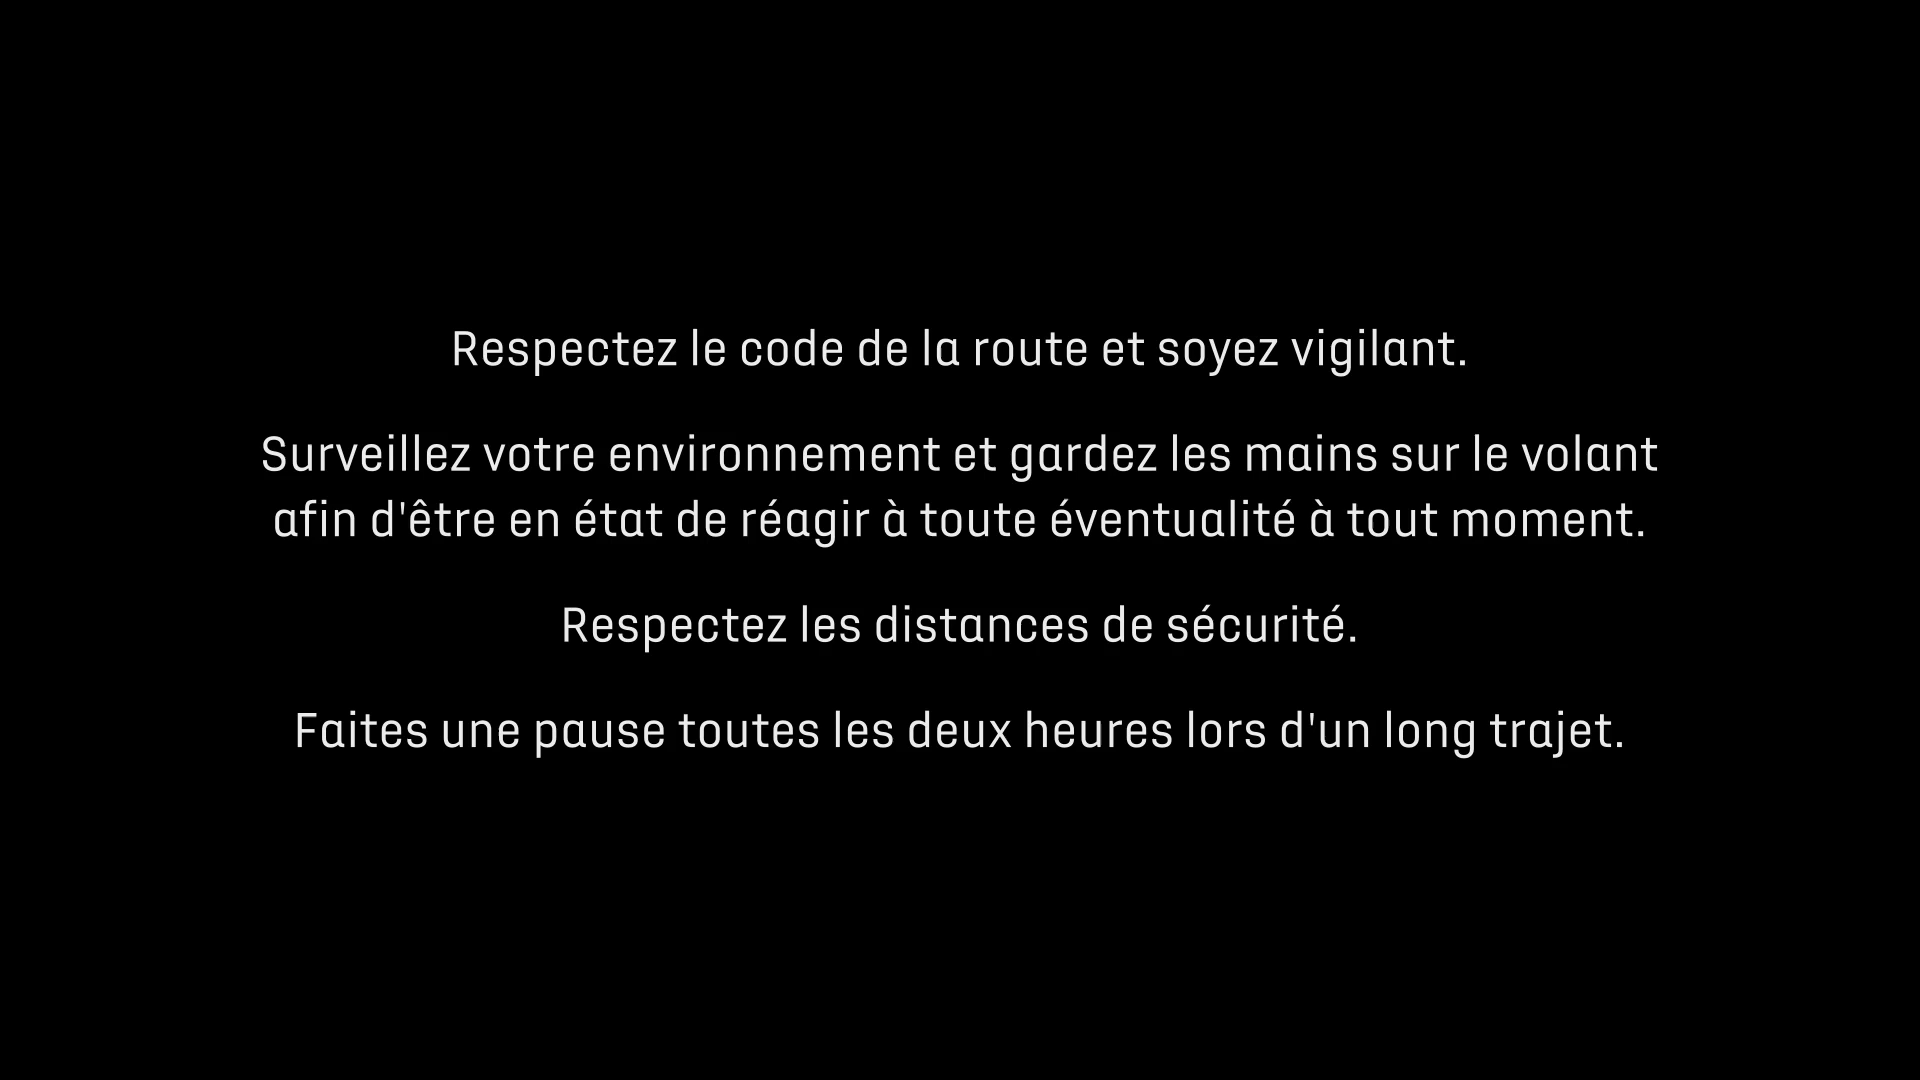 Respectez le code de la route et soyez vigilant.
Surveillez votre environnement et gardez les mains sur le volant
afin d'être en état de réagir à toute éventualité à tout moment.
Respectez les distances de sécurité.
Faites une pause toutes les deux heures lors d'un long trajet.